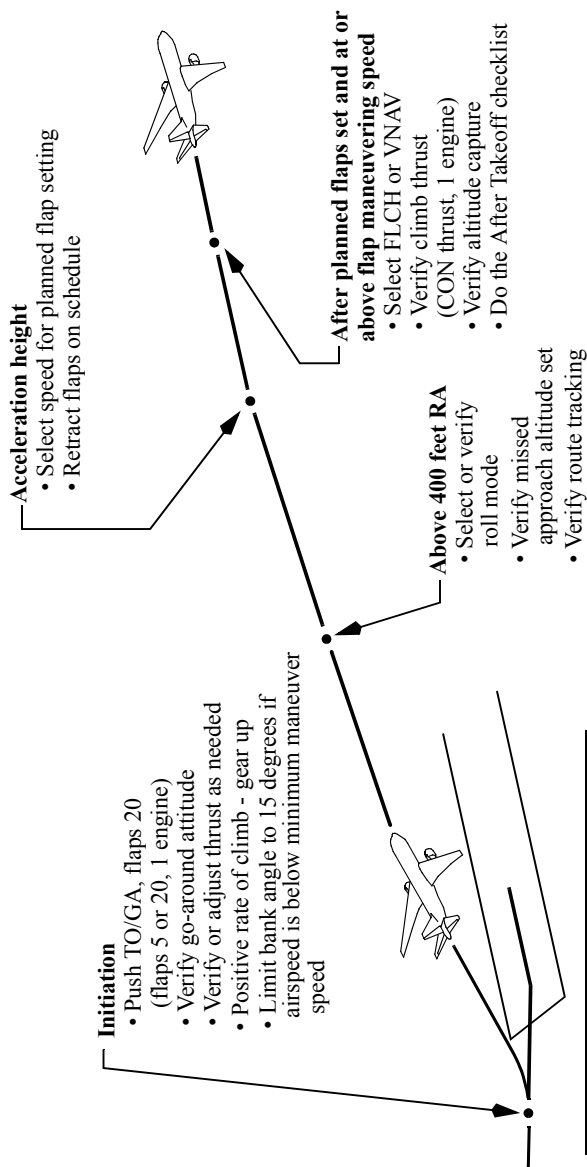 Initiation
• Push TO/GA, flaps 20
(flaps 5 or 20, 1 engine)
• Verify go-around attitude
• Verify or adjust thrust as needed
• Positive rate of climb - gear up
• Limit bank angle to 15 degrees if
airspeed is below minimum maneuver
speed
Above 400 feet RA
• Select or verify
roll mode
• Verify missed
approach altitude set
• Verify route tracking
Acceleration height
• Select speed for planned flap setting
• Retract flaps on schedule
After planned flaps set and at or
above flap maneuvering speed
• Select FLCH or VNAV
• Verify climb thrust
(CON thrust, 1 engine)
• Verify altitude capture
• Do the After Takeoff checklist